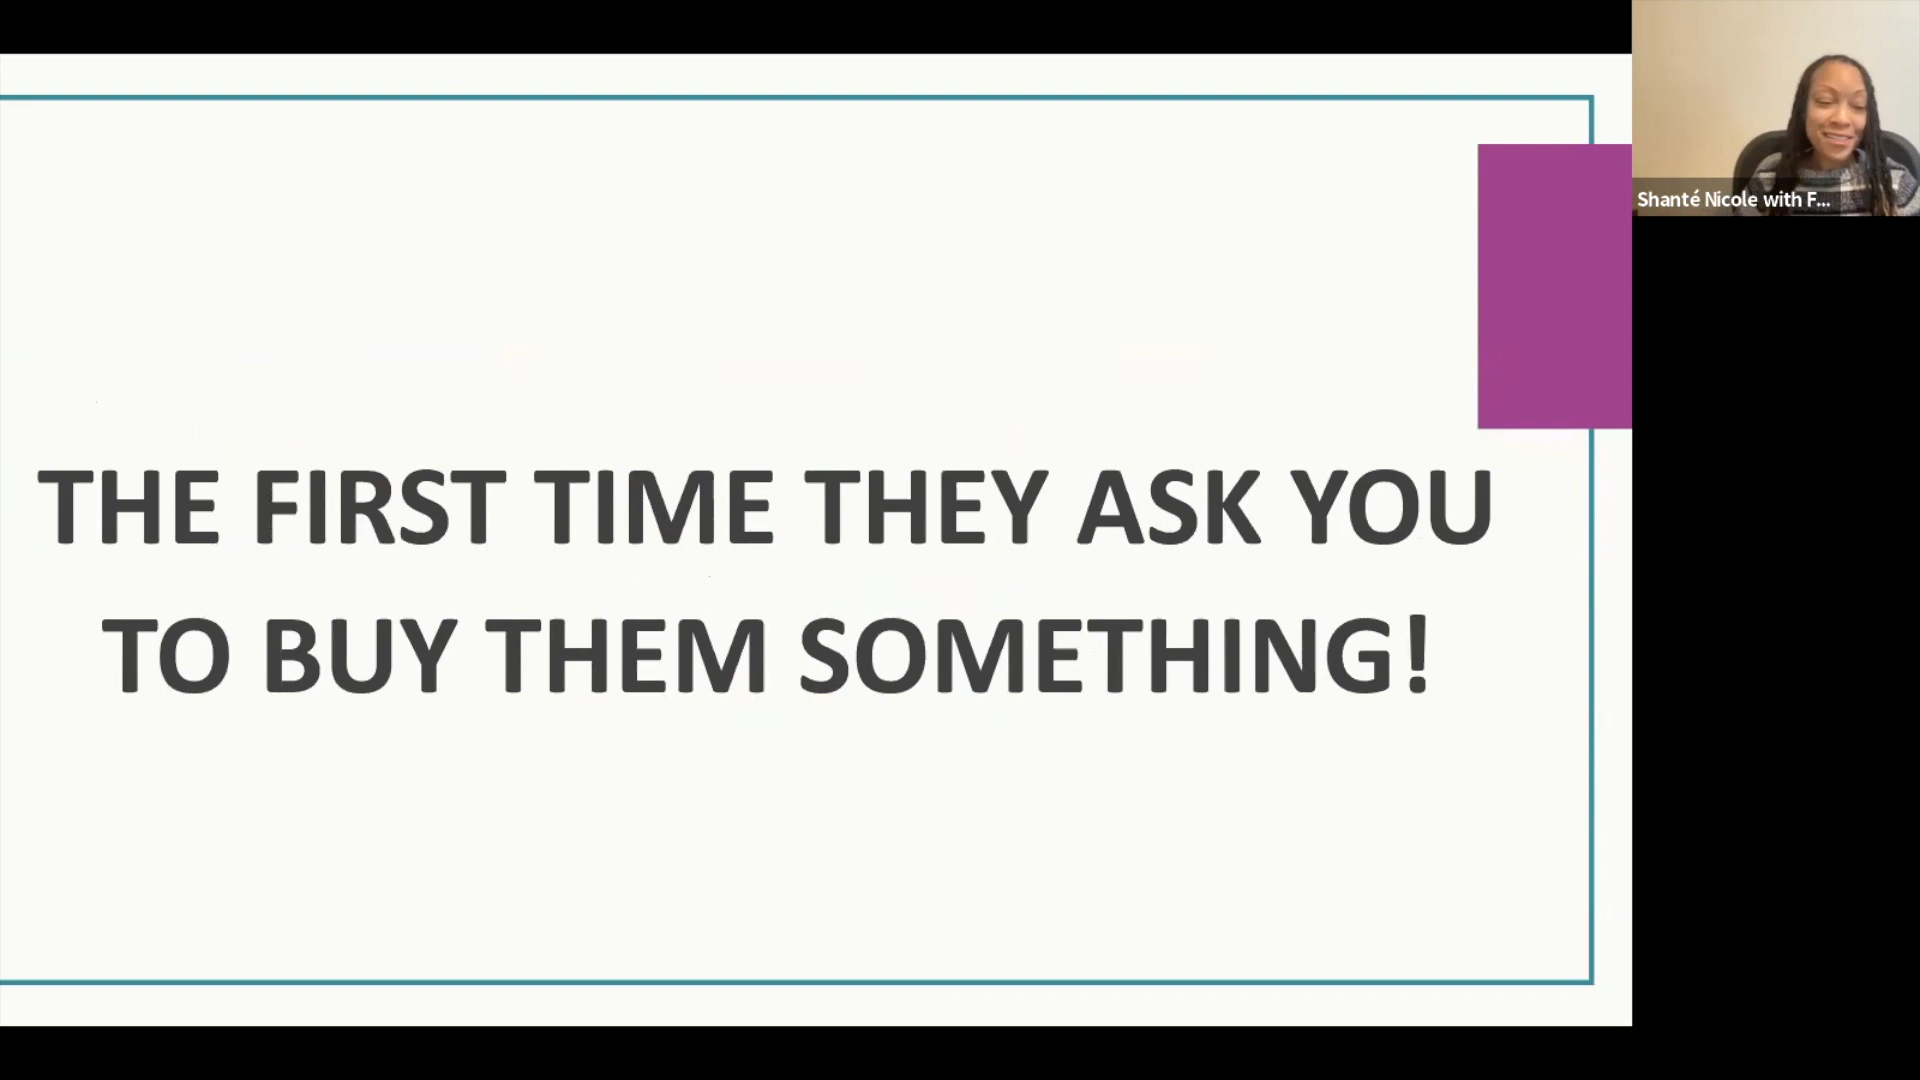 THE FIRST TIME THEY ASK YOU
TO BUY THEM SOMETHING!
Shanté Nicole with F...